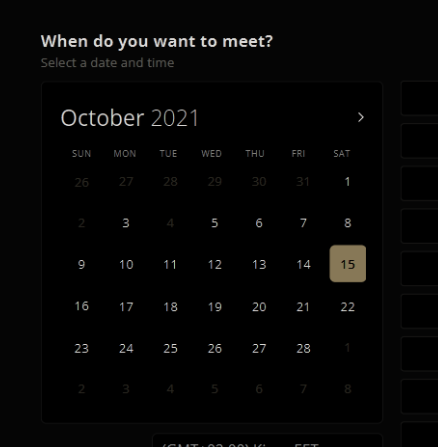 When do you want to meet?
Select a date and time
October 2021
SUN MON TUE WED THU FRI SAT
26 27 28 29 30 31 1
2 3 4 5 6 7 8
9 10 11 12 13 14 15
16 17 18 19 20 21 22
23 24 25 26 27 28 1
2 3 4 5 6 7 8